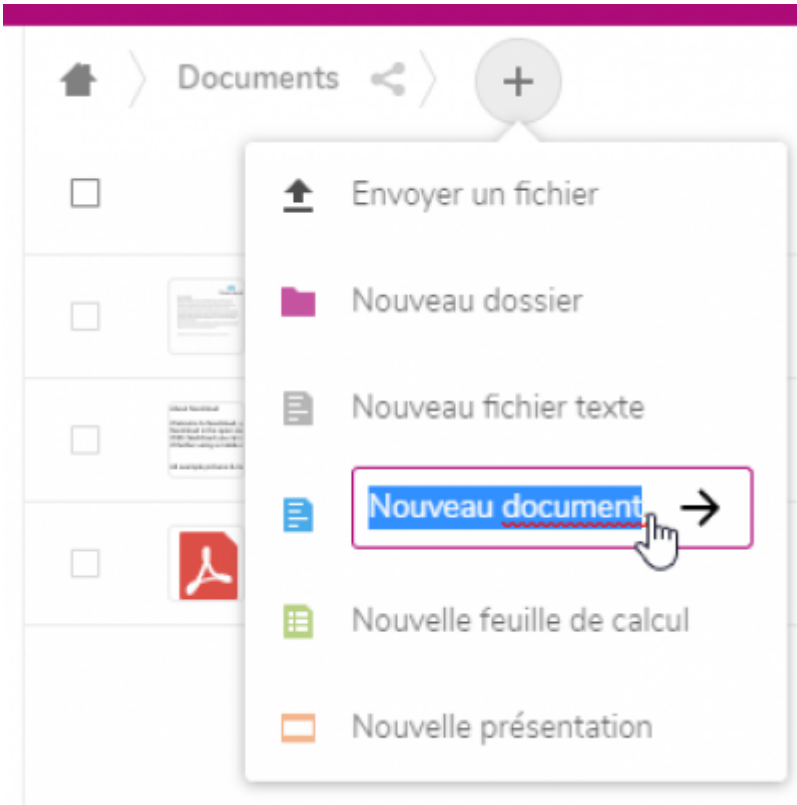 Documents
Envoyer un fichier
Nouveau dossier
Nouveau fichier texte
Nouveau document
Nouvelle feuille de calcul
Nouvelle présentation